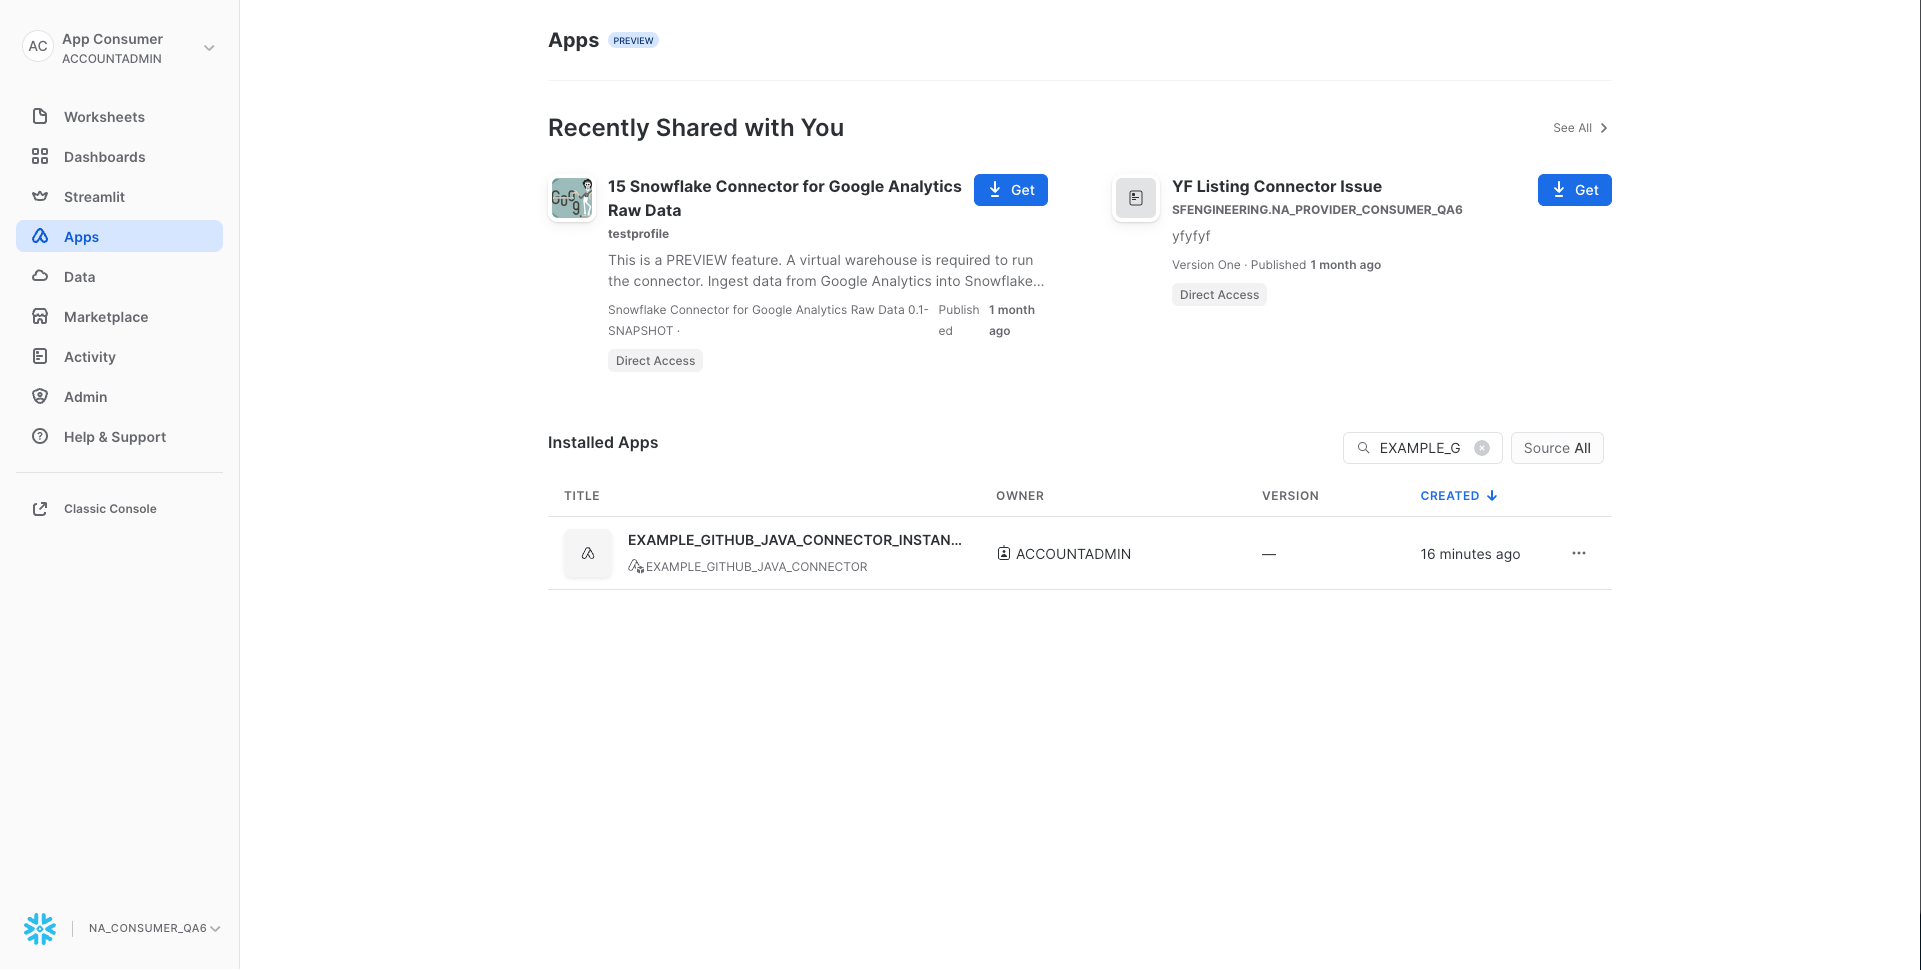 AC
App Consumer
ACCOUNTADMIN
Worksheets
Dashboards
Streamlit
Apps
Data
Marketplace
Activity
Admin
Help & Support
Classic Console
NA_CONSUMER_QA6
Apps PREVIEW
Recently Shared with You
See All
15 Snowflake Connector for Google Analytics
Raw Data
testprofile
This is a PREVIEW feature. A virtual warehouse is required to run
the connector. Ingest data from Google Analytics into Snowflake...
Snowflake Connector for Google Analytics Raw Data 0.1-
SNAPSHOT ·
Publish
ed
1 month
ago
Direct Access
Get
YF Listing Connector Issue
SFENGINEERING.NA_PROVIDER_CONSUMER_QA6
yfyfyf
Version One · Published 1 month ago
Direct Access
Get
Installed Apps
EXAMPLE_G
Source All
TITLE OWNER VERSION CREATED
EXAMPLE_GITHUB_JAVA_CONNECTOR_INSTAN...
EXAMPLE_GITHUB_JAVA_CONNECTOR
ACCOUNTADMIN
—
16 minutes ago
...